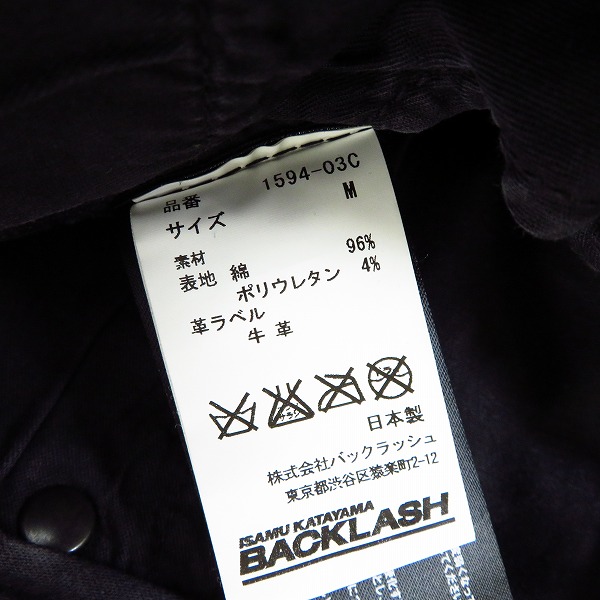 品番 1594-03C
サイズ M
素材
表地 綿 96%
ポリウレタン 4%
革ラベル
牛革
日本製
株式会社バックラッシュ
東京都渋谷区猿楽町2-12
ISAMU KATAYAMA
BACKLASH